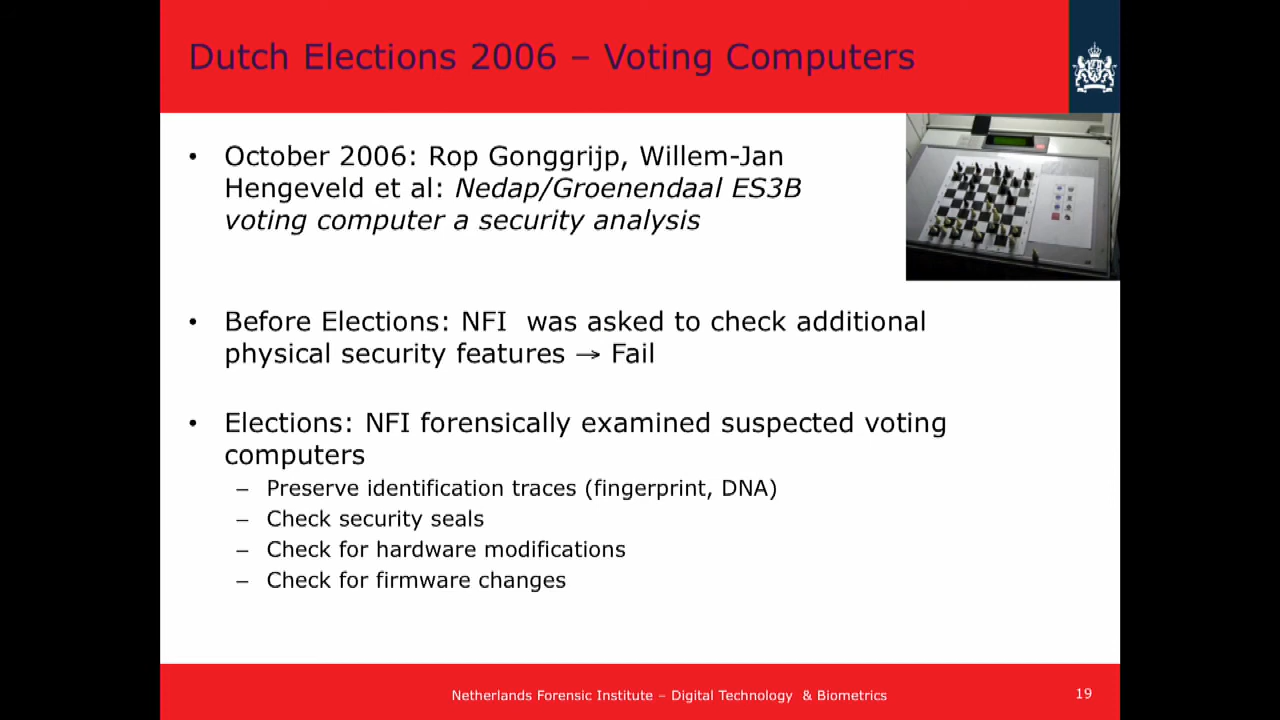 Dutch Elections 2006 – Voting Computers
• October 2006: Rop Gonggrijp, Willem-Jan
Hengeveld et al: Nedap/Groenendaal ES3B
voting computer a security analysis
• Before Elections: NFI  was asked to check additional
physical security features → Fail
• Elections: NFI forensically examined suspected voting
computers
– Preserve identification traces (fingerprint, DNA)
– Check security seals
– Check for hardware modifications
– Check for firmware changes
Netherlands Forensic Institute – Digital Technology  & Biometrics
19